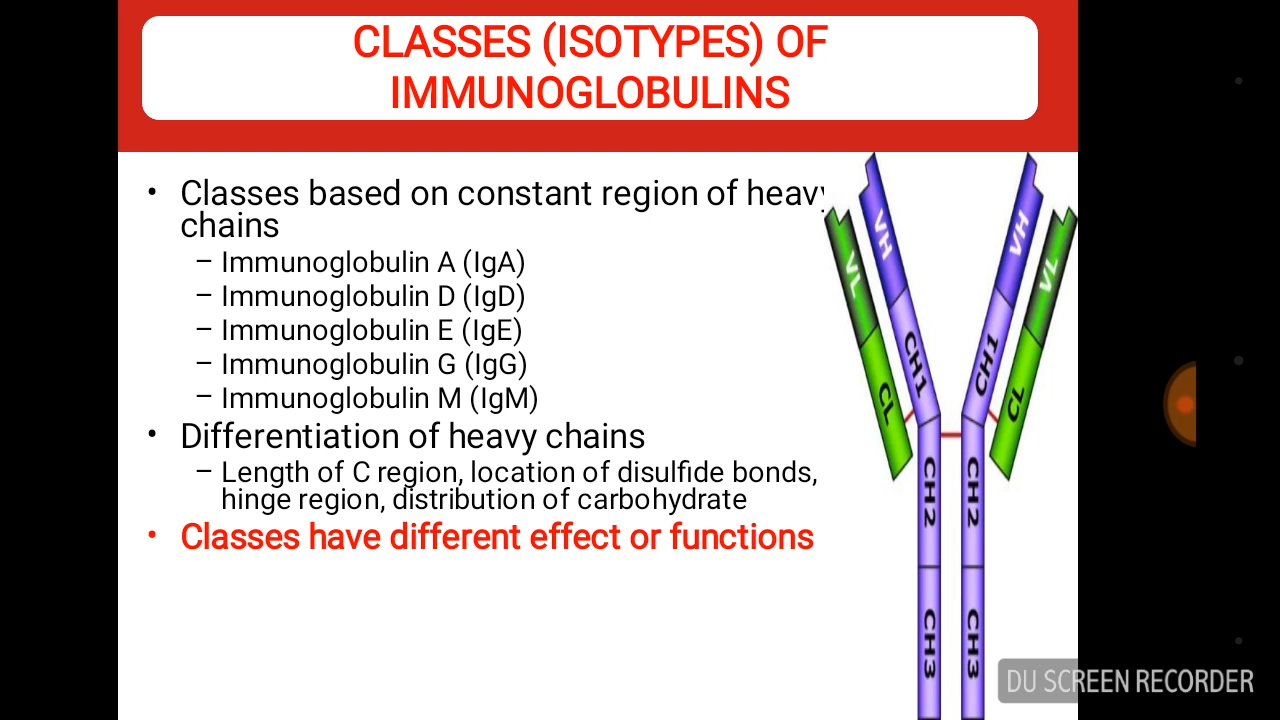 CLASSES (ISOTYPES) OF
IMMUNOGLOBULINS
• Classes based on constant region of heavy
chains
– Immunoglobulin A (IgA)
– Immunoglobulin D (IgD)
– Immunoglobulin E (IgE)
– Immunoglobulin G (IgG)
– Immunoglobulin M (IgM)
• Differentiation of heavy chains
– Length of C region, location of disulfide bonds,
hinge region, distribution of carbohydrate
• Classes have different effect or functions
VH
VH
VL
VL
CH1
CH1
CL
CL
CH2
CH2
CH3
CH3
DU SCREEN RECORDER